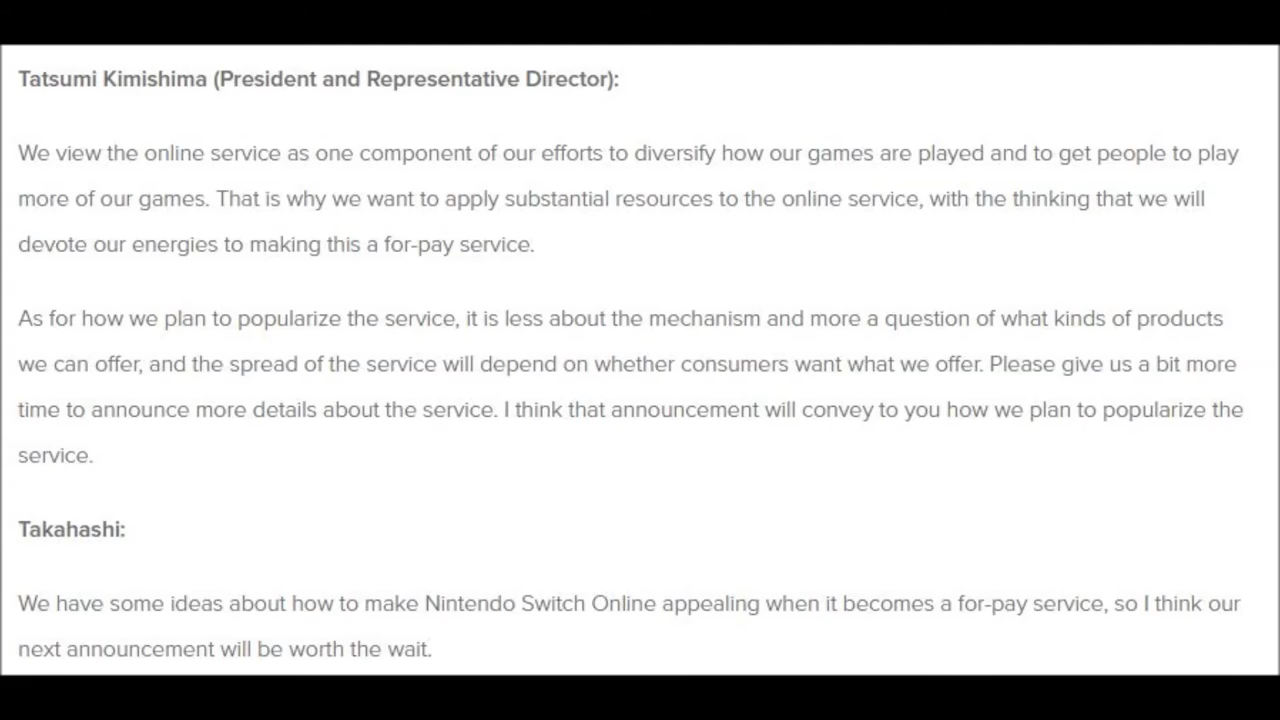 Tatsumi Kimishima (President and Representative Director):
We view the online service as one component of our efforts to diversify how our games are played and to get people to play
more of our games. That is why we want to apply substantial resources to the online service, with the thinking that we will
devote our energies to making this a for-pay service.
As for how we plan to popularize the service, it is less about the mechanism and more a question of what kinds of products
we can offer, and the spread of the service will depend on whether consumers want what we offer. Please give us a bit more
time to announce more details about the service. I think that announcement will convey to you how we plan to popularize the
service.
Takahashi:
We have some ideas about how to make Nintendo Switch Online appealing when it becomes a for-pay service, so I think our
next announcement will be worth the wait.